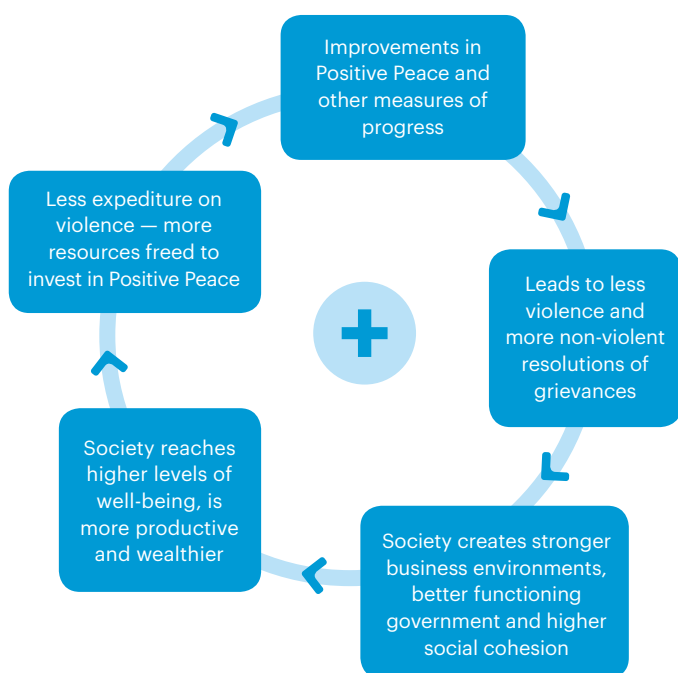 Improvements in
Positive Peace and
other measures of
progress
Leads to less
violence and
more non-violent
resolutions of
grievances
Society creates stronger
business environments,
better functioning
government and higher
social cohesion
Society reaches
higher levels of
well-being, is
more productive
and wealthier
Less expediture on
violence — more
resources freed to
invest in Positive Peace